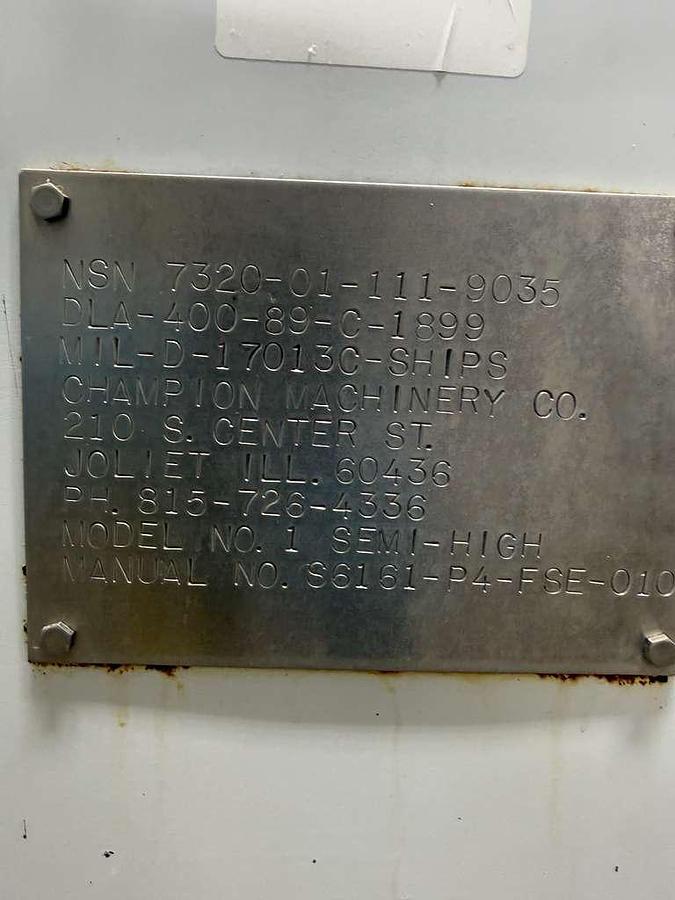 NSN 7320-01-111-9035
DLA-400-89-C-1899
MIL-D-17013C-SHIPS
CHAMPION MACHINERY CO.
210 S. CENTER ST.
JOLIET ILL. 60436
PH. 815-726-4336
MODEL NO. 1 SEMI-HIGH
MANUAL NO. S6161-P4-FSE-010